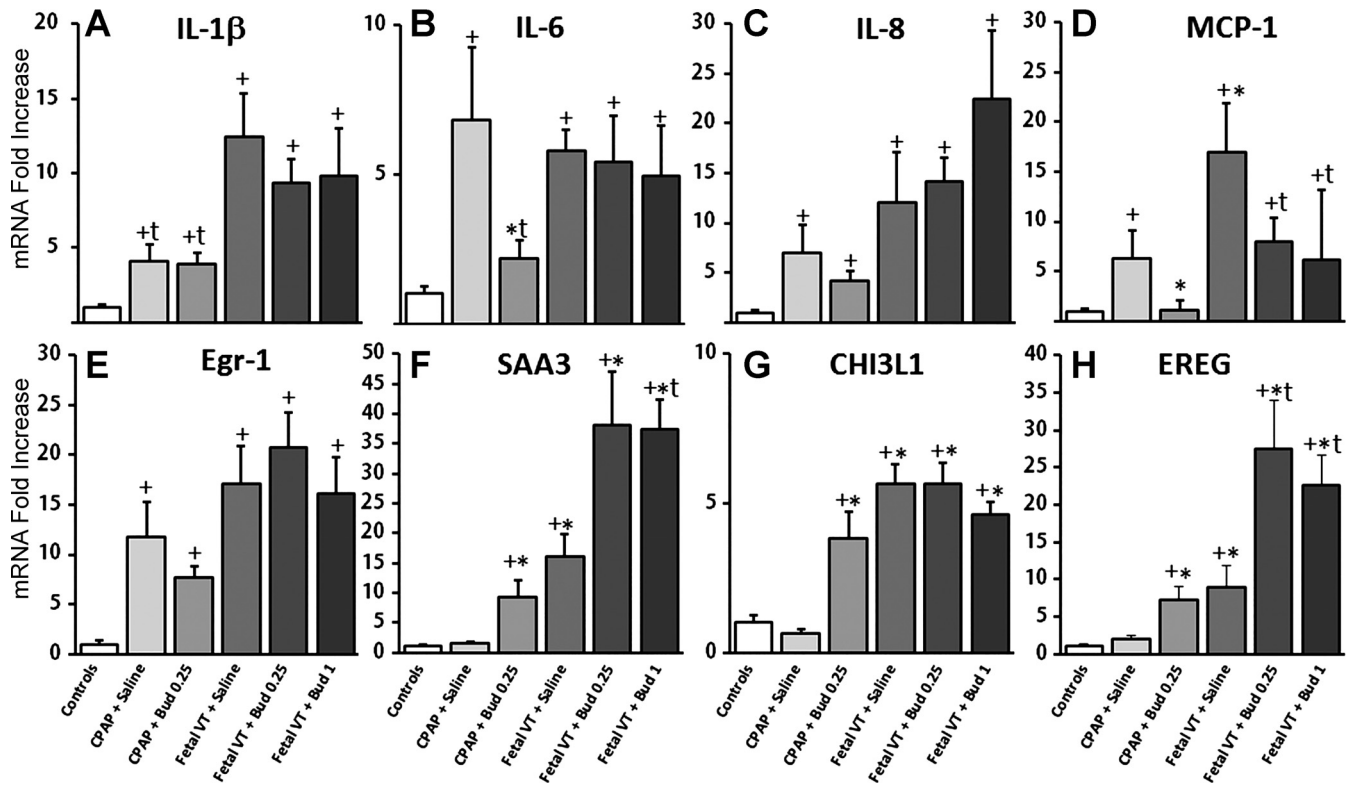 A IL-1β
mRNA Fold Increase
20
15
10
5
+t
+t
+
+
+
B IL-6
10
5
+
*t
+
+
+
C IL-8
30
25
20
15
10
5
+
+
+
+
+
D MCP-1
30
25
20
15
10
5
+
*
+*
+t
+t
E Egr-1
mRNA Fold Increase
30
25
20
15
10
5
0
+
+
+
+
+
Controls
CPAP + Saline
CPAP + Bud 0.25
Fetal VT + Saline
Fetal VT + Bud 0.25
Fetal VT + Bud 1
F SAA3
50
45
40
35
30
25
20
15
10
5
0
+*
+*
+*
+*t
Controls
CPAP + Saline
CPAP + Bud 0.25
Fetal VT + Saline
Fetal VT + Bud 0.25
Fetal VT + Bud 1
G CHI3L1
10
5
0
+*
+*
+*
+*
Controls
CPAP + Saline
CPAP + Bud 0.25
Fetal VT + Saline
Fetal VT + Bud 0.25
Fetal VT + Bud 1
H EREG
40
35
30
25
20
15
10
5
0
+*
+*
+*t
+*t
Controls
CPAP + Saline
CPAP + Bud 0.25
Fetal VT + Saline
Fetal VT + Bud 0.25
Fetal VT + Bud 1